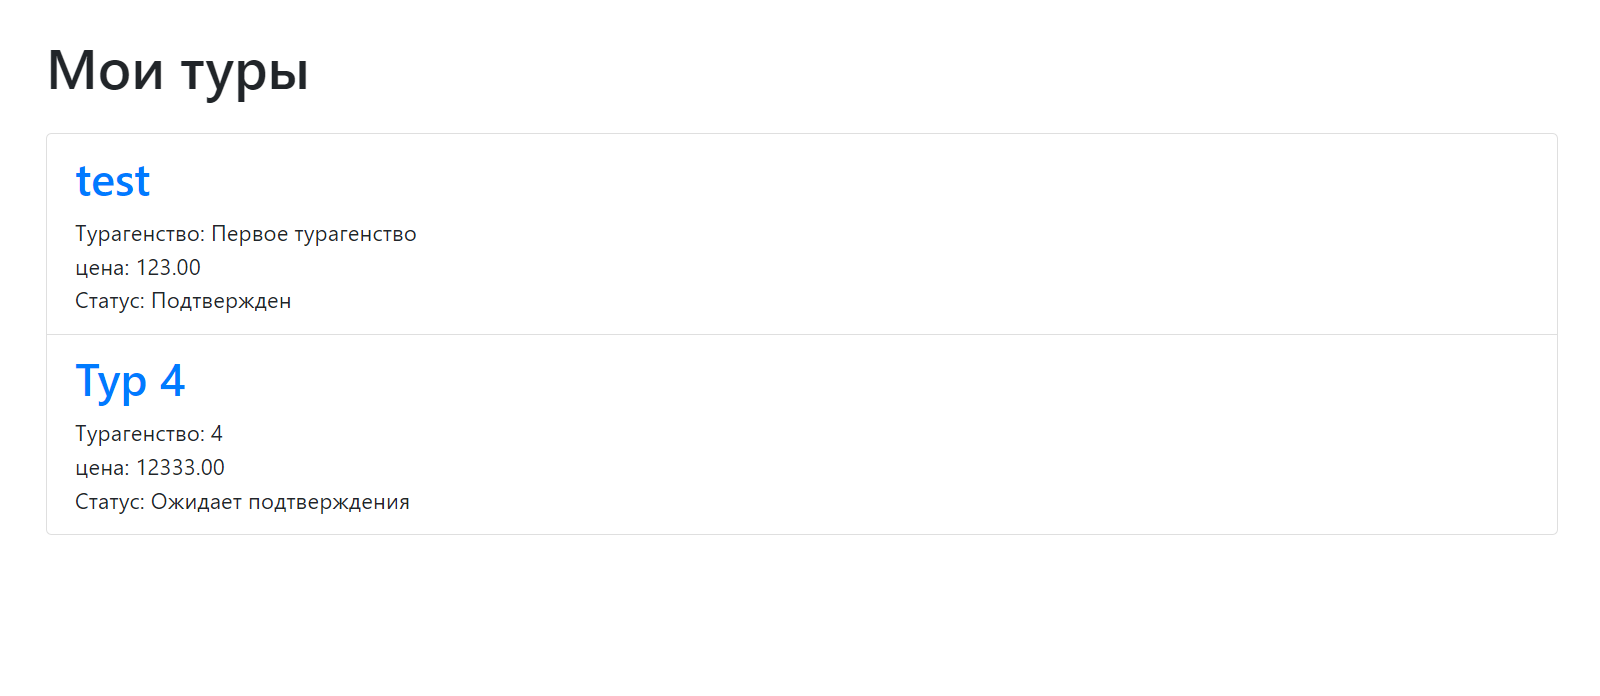 Мои туры
test
Турагенство: Первое турагенство
цена: 123.00
Статус: Подтвержден
Тур 4
Турагенство: 4
цена: 12333.00
Статус: Ожидает подтверждения